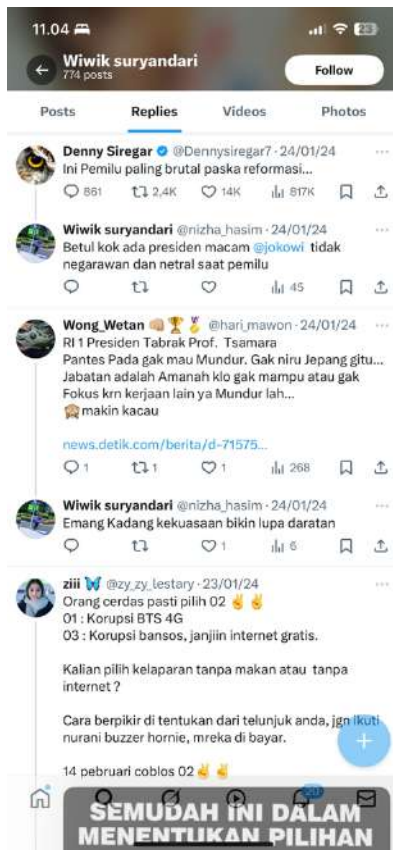 11.04
23
Wiwik suryandari
774 posts
Follow
Posts Replies Videos Photos
Denny Siregar @Dennysiregar7 · 24/01/24
Ini Pemilu paling brutal paska reformasi...
861 2,4K 14K 817K
Wiwik suryandari @nizha_hasim · 24/01/24
Betul kok ada presiden macam @jokowi tidak
negarawan dan netral saat pemilu
45
Wong_Wetan @hari_mawon · 24/01/24
RI 1 Presiden Tabrak Prof. Tsamara
Pantes Pada gak mau Mundur. Gak niru Jepang gitu...
Jabatan adalah Amanah klo gak mampu atau gak
Fokus krn kerjaan lain ya Mundur lah...
🙈makin kacau
news.detik.com/berita/d-71575...
1 1 1 268
Wiwik suryandari @nizha_hasim · 24/01/24
Emang Kadang kekuasaan bikin lupa daratan
1 6
ziii 🦋 @zy_zy_lestary · 23/01/24
Orang cerdas pasti pilih 02 ✌️ ✌️
01 : Korupsi BTS 4G
03 : Korupsi bansos, janjiin internet gratis.
Kalian pilih kelaparan tanpa makan atau tanpa
internet ?
Cara berpikir di tentukan dari telunjuk anda, jgn ikuti
nurani buzzer hornie, mreka di bayar.
14 pebruari coblos 02 ✌️ ✌️
20
SEMUDAH INI DALAM
MENENTUKAN PILIHAN